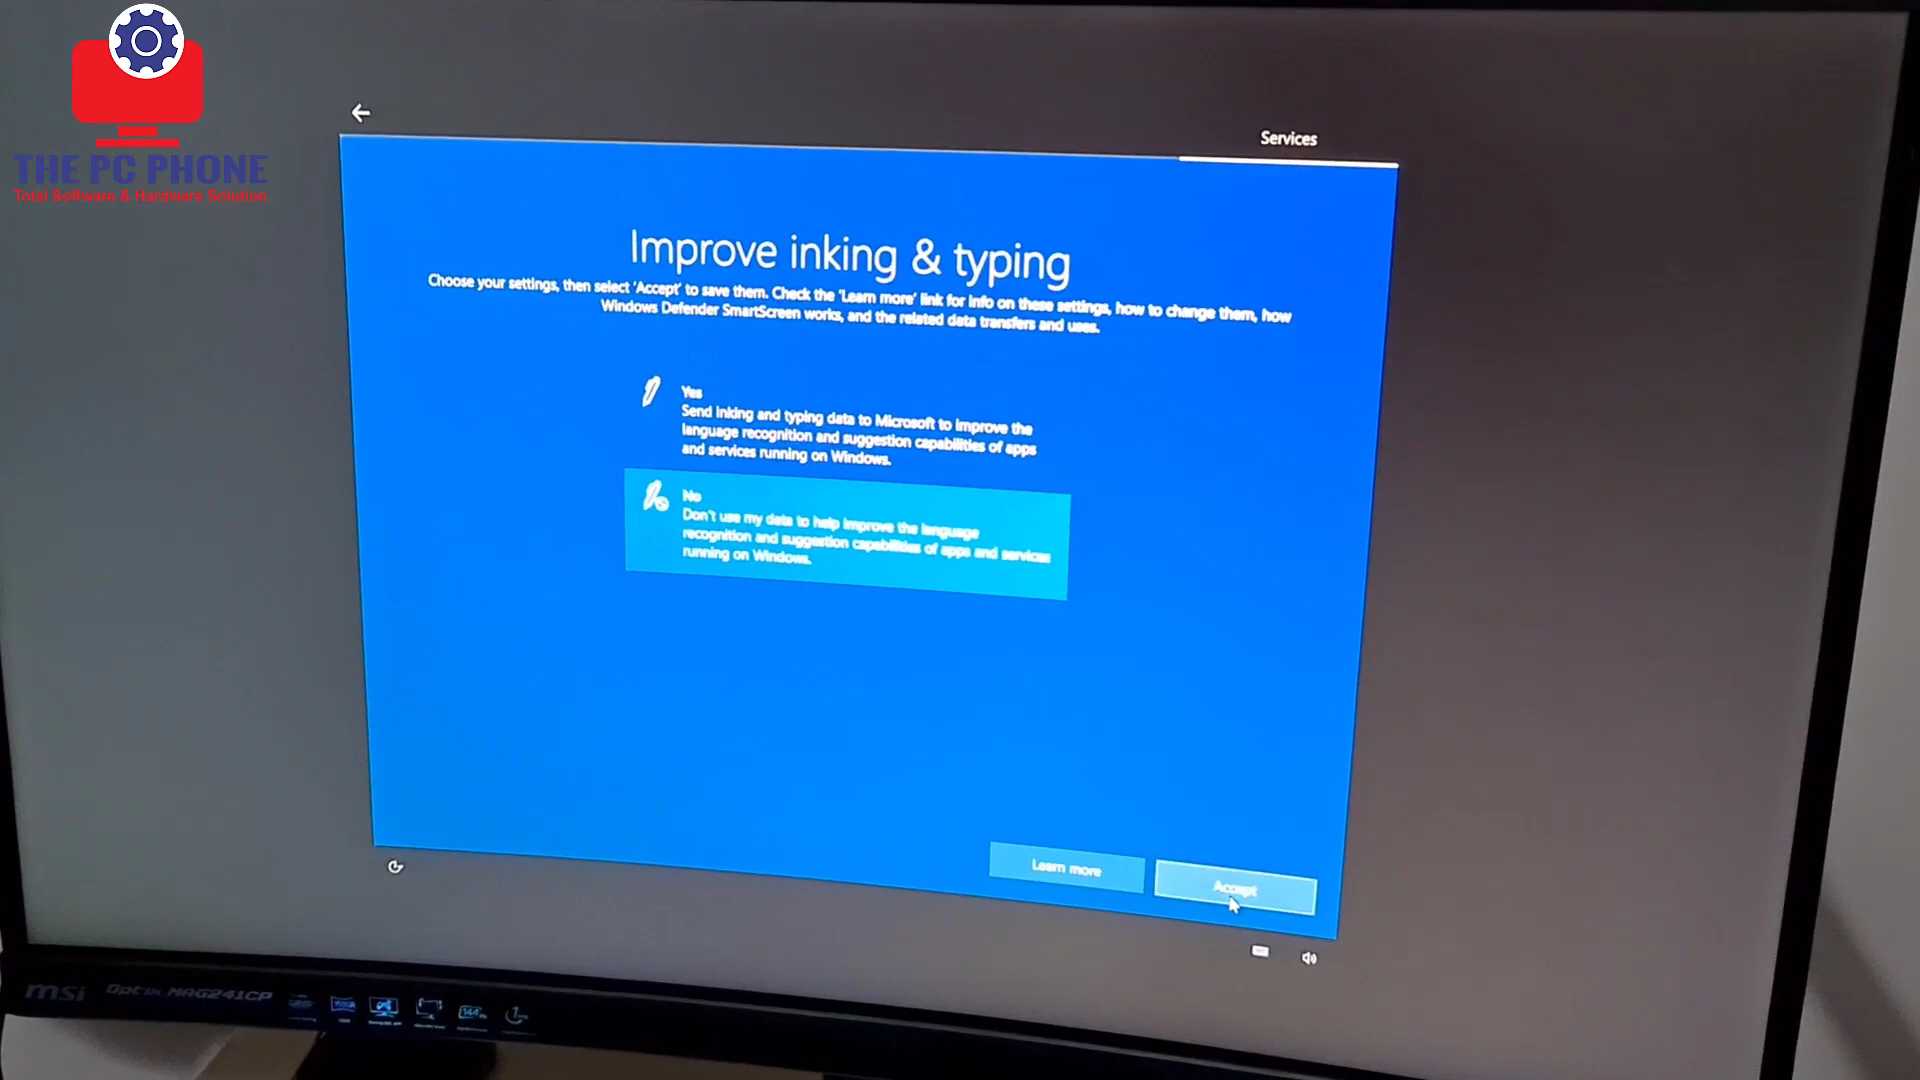 THE PC PHONE
Total Software & Hardware Solution
Services
Improve inking & typing
Choose your settings, then select 'Accept' to save them. Check the 'Learn more' link for info on these settings, how to change them, how
Windows Defender SmartScreen works, and the related data transfers and uses.
Yes
Send inking and typing data to Microsoft to improve the
language recognition and suggestion capabilities of apps
and services running on Windows.
No
Don't use my data to help improve the language
recognition and suggestion capabilities of apps and services
running on Windows.
Learn more
Accept
msi
Optix MAG241CP
144